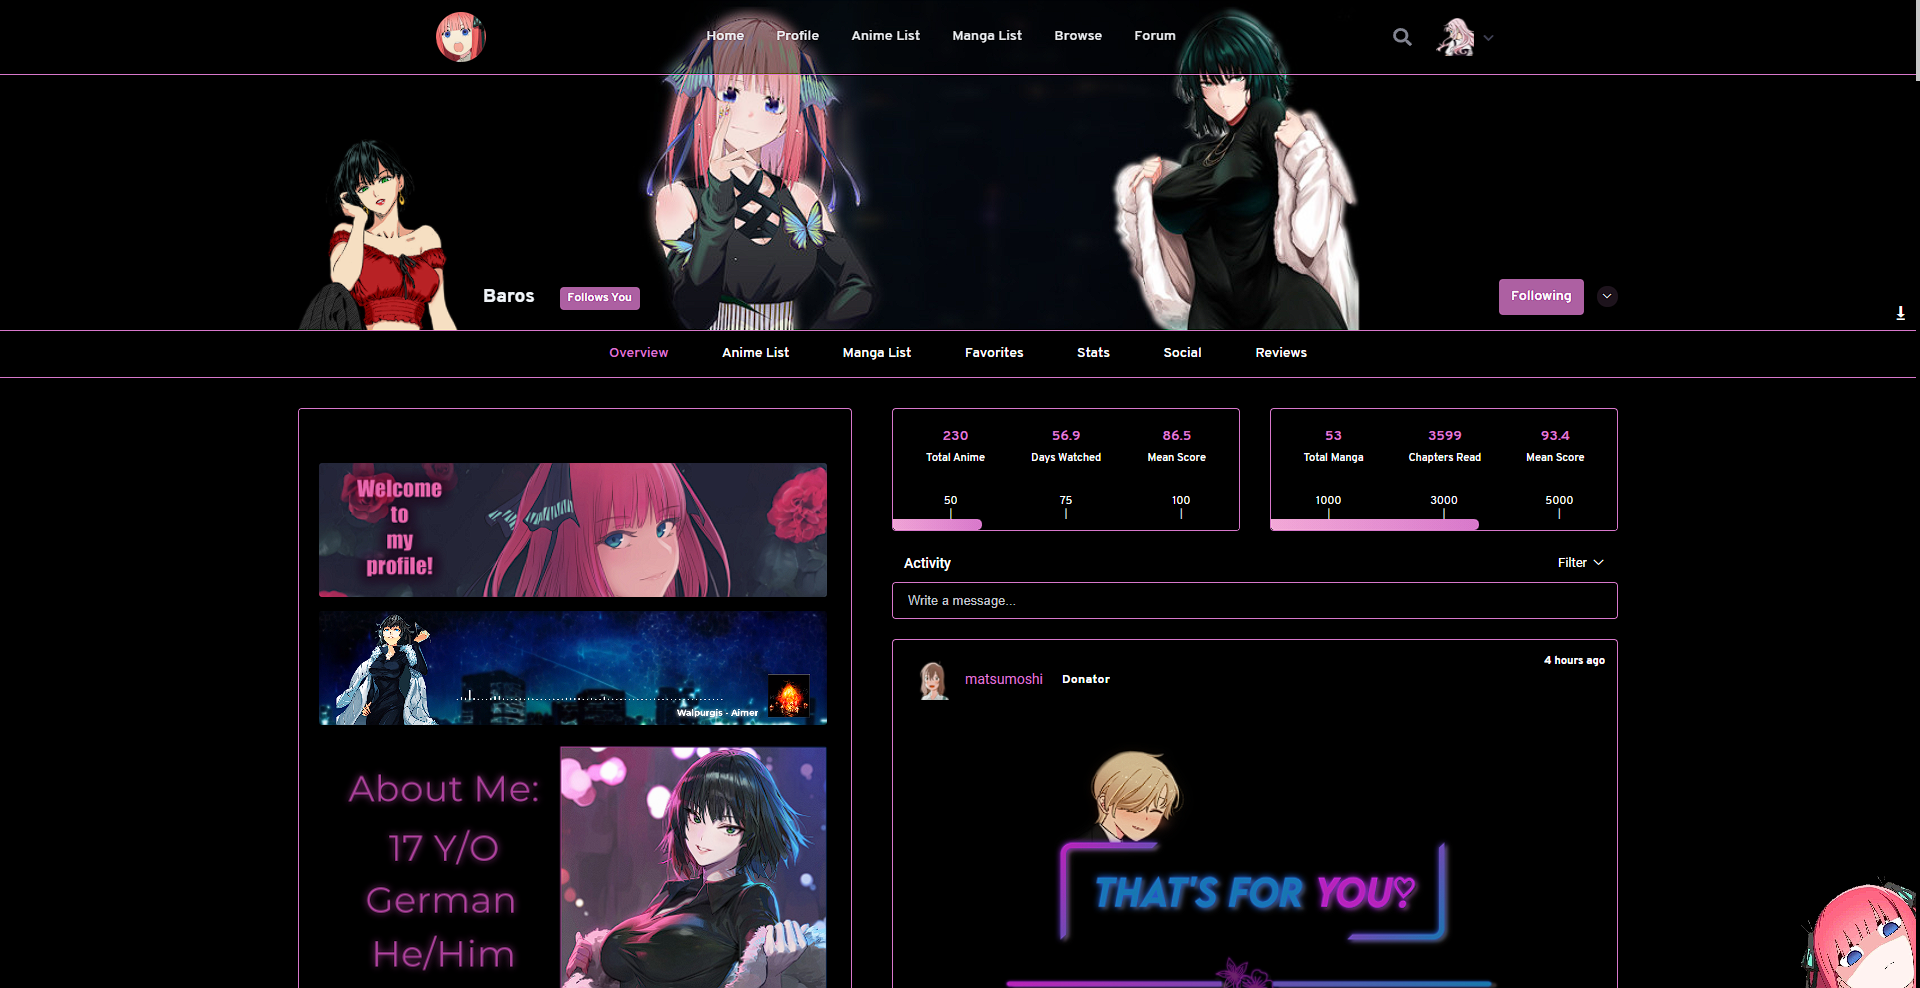 Home Profile Anime List Manga List Browse Forum
Baros Follows You
Following
Overview Anime List Manga List Favorites Stats Social Reviews
Welcome
to
my
profile!
Walpurgis - Aimer
About Me:
17 Y/O
German
He/Him
230 56.9 86.5
Total Anime Days Watched Mean Score
50 75 100
53 3599 93.4
Total Manga Chapters Read Mean Score
1000 3000 5000
Activity Filter
Write a message...
matsumoshi Donator 4 hours ago
THAT'S FOR YOU♡